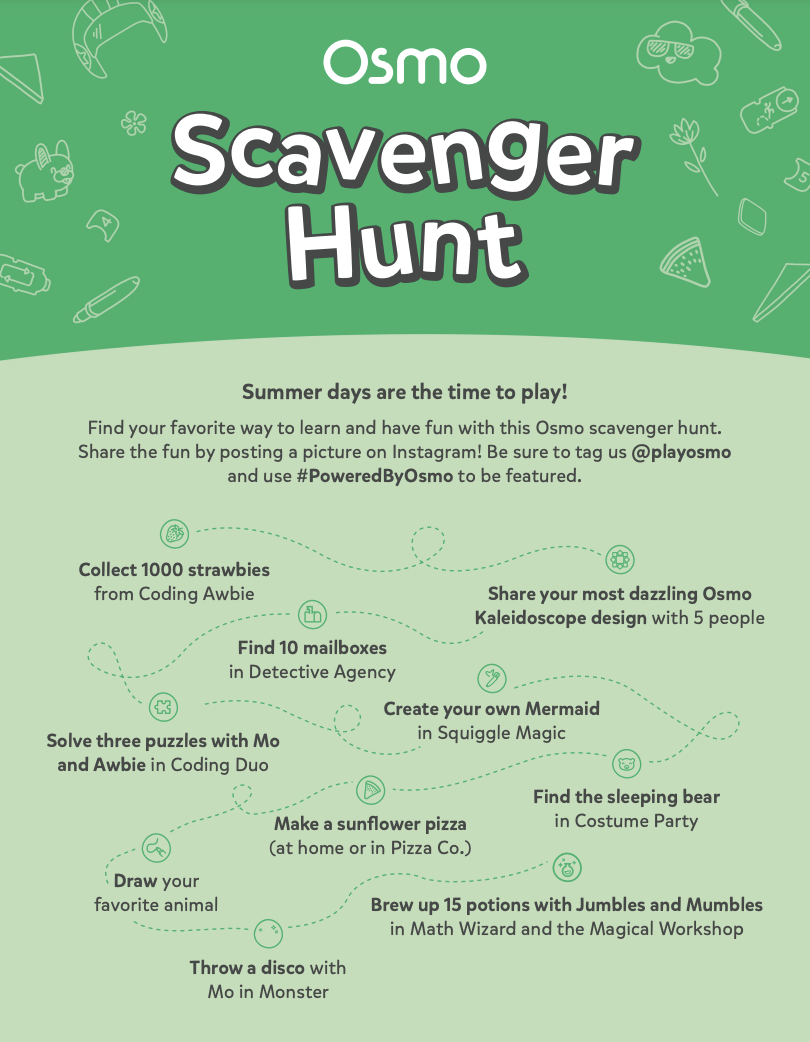 Osmo
Scavenger
Hunt
4
5
Summer days are the time to play!
Find your favorite way to learn and have fun with this Osmo scavenger hunt.
Share the fun by posting a picture on Instagram! Be sure to tag us @playosmo
and use #PoweredByOsmo to be featured.
Collect 1000 strawbies
from Coding Awbie
Share your most dazzling Osmo
Kaleidoscope design with 5 people
Find 10 mailboxes
in Detective Agency
Solve three puzzles with Mo
and Awbie in Coding Duo
Create your own Mermaid
in Squiggle Magic
Find the sleeping bear
in Costume Party
Make a sunflower pizza
(at home or in Pizza Co.)
Draw your
favorite animal
Throw a disco with
Mo in Monster
Brew up 15 potions with Jumbles and Mumbles
in Math Wizard and the Magical Workshop